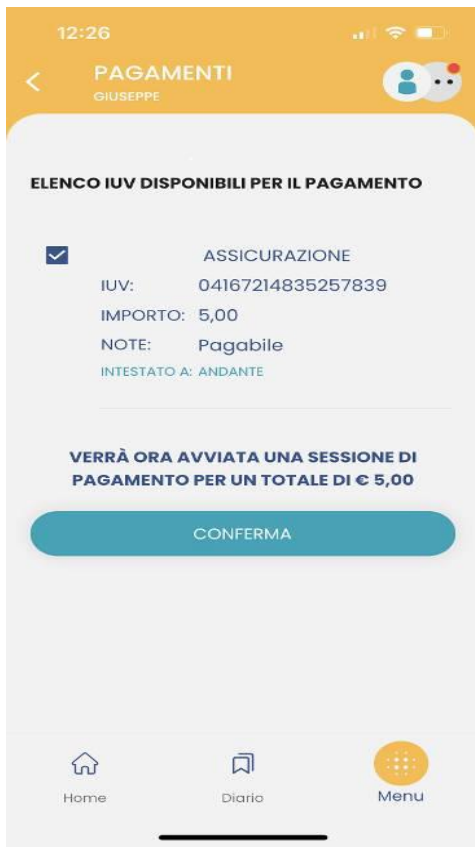 12:26
PAGAMENTI
GIUSEPPE
ELENCO IUV DISPONIBILI PER IL PAGAMENTO
ASSICURAZIONE
IUV: 04167214835257839
IMPORTO: 5,00
NOTE: Pagabile
INTESTATO A: ANDANTE
VERRÀ ORA AVVIATA UNA SESSIONE DI
PAGAMENTO PER UN TOTALE DI € 5,00
CONFERMA
Home Diario Menu